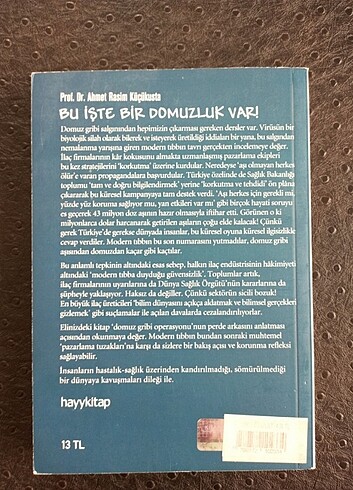 Prof. Dr. Ahmet Rasim Küçükusta
BU İŞTE BİR DOMUZLUK VAR!
Domuz gribi salgınından hepimizin çıkarması gereken dersler var. Virüsün bir
biyolojik silah olarak bilerek ve isteyerek üretildiği iddiaları bir yana, bu salgından
nemalanma yarışına giren modern tıbbın tavrı gerçekten incelemeye değer.
İlaç firmalarının kâr kokusunu almakta uzmanlaşmış pazarlama ekipleri
bu kez stratejilerini 'korkutma' üzerine kurdular. Neredeyse 'aşı olmayan herkes
ölür'e varan propagandalara başvurdular. Türkiye özelinde de Sağlık Bakanlığı
toplumu 'tam ve doğru bilgilendirmek' yerine 'korkutma ve tehdidi' ön plâna
çıkararak bu küresel kampanyaya tam destek verdi. 'Aşı herkes için gerekli mi,
yüzde yüz koruma sağlıyor mu, yan etkileri var mı' gibi birçok hayati soruyu
es geçerek 43 milyon doz aşının hazır olmasıyla iftihar etti. Görünen o ki
milyonlarca dolar harcanarak getirilen aşıların çoğu elde kalacak! Çünkü
gerek Türkiye'de gerekse dünyada insanlar, bu küresel oyuna küresel ilgisizlikle
cevap verdiler. Modern tıbbın bu son numarasını yutmadılar, domuz gribi
aşısından domuzdan kaçar gibi kaçtılar.
Bu anlamlı tepkinin altındaki esas sebep, halkın ilaç endüstrisinin hâkimiyeti
altındaki 'modern tıbba duyduğu güvensizlik'. Toplumlar artık,
ilaç firmalarının uyarılarına da Dünya Sağlık Örgütü'nün kararlarına da
şüpheyle yaklaşıyor. Haksız da değiller. Çünkü sektörün sicili bozuk!
En büyük ilaç üreticileri 'bilim dünyasını açıkça aldatmak ve bilimsel gerçekleri
gizlemek' gibi suçlamalar ile açılan davalarda cezalandırılıyorlar.
Elinizdeki kitap 'domuz gribi operasyonu'nun perde arkasını anlatması
açısından okunmaya değer. Modern tıbbın bundan sonraki muhtemel
'pazarlama tuzakları'na karşı da sizlere bir bakış açısı ve korunma refleksi
sağlayabilir.
İnsanların hastalık-sağlık üzerinden kandırılmadığı, sömürülmediği
bir dünyaya kavuşmaları dileği ile.
hayykitap
13 TL